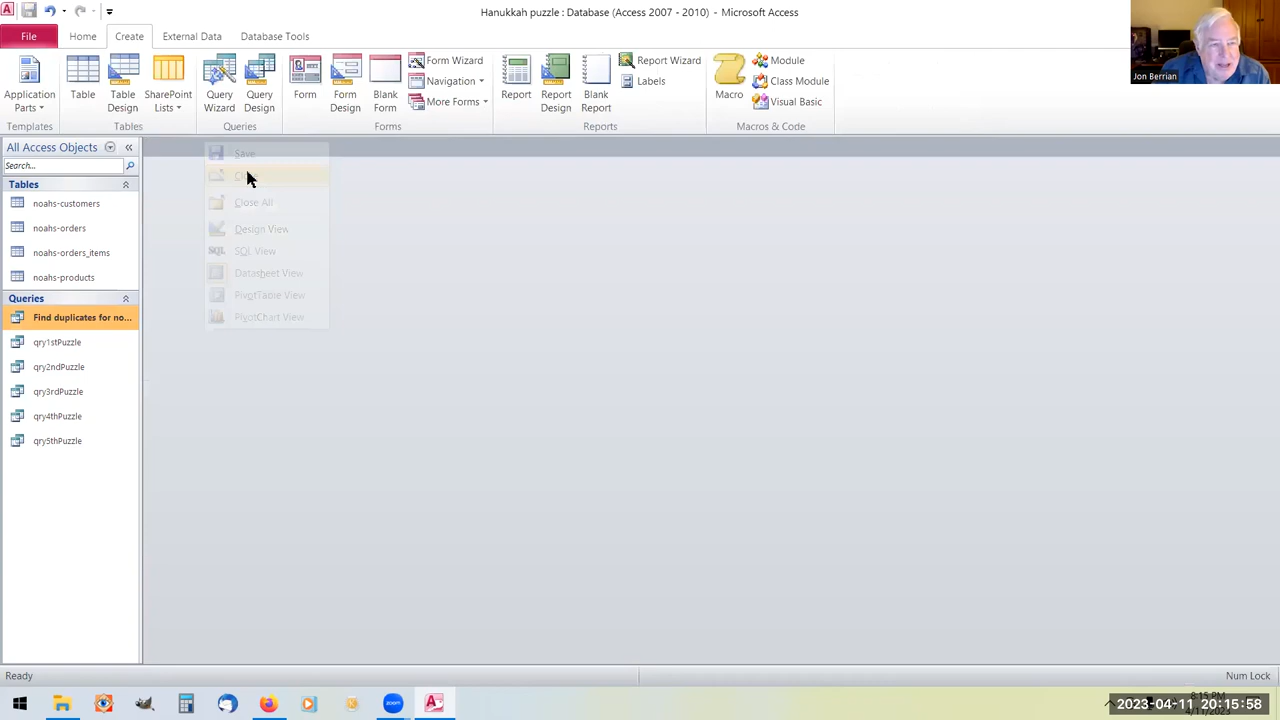 Hanukkah puzzle : Database (Access 2007 - 2010) - Microsoft Access
File Home Create External Data Database Tools
Jon Berrian
Application Parts
Table
Table Design
SharePoint Lists
Query Wizard
Query Design
Form
Form Design
Blank Form
Form Wizard
Navigation
More Forms
Report
Report Design
Blank Report
Report Wizard
Labels
Macro
Module
Class Module
Visual Basic
Templates Tables Queries Forms Reports Macros & Code
All Access Objects
Search...
Tables
noahs-customers
noahs-orders
noahs-orders_items
noahs-products
Queries
Find duplicates for no...
qry1stPuzzle
qry2ndPuzzle
qry3rdPuzzle
qry4thPuzzle
qry5thPuzzle
Save
Close All
Design View
SQL View
Datasheet View
PivotTable View
PivotChart View
Ready
Num Lock
8:15 PM
2023-04-11, 20:15:58